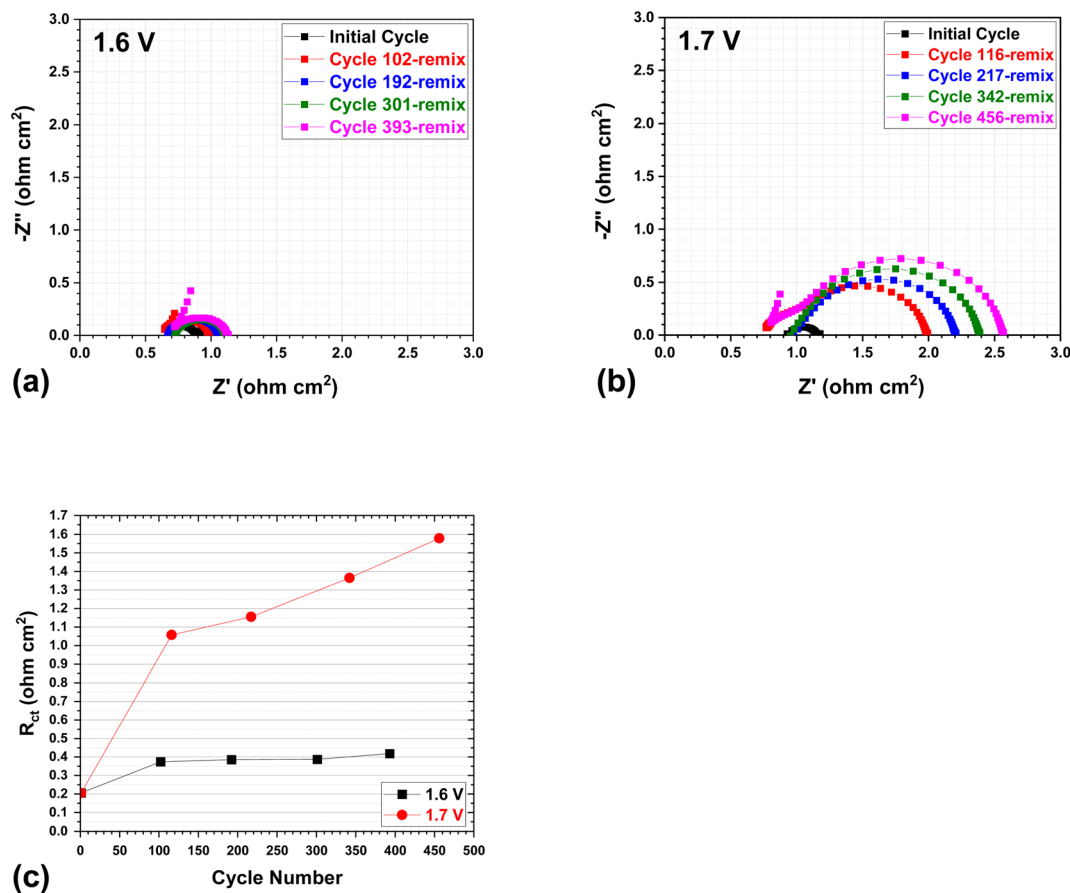 1.6 V
Initial Cycle
Cycle 102-remix
Cycle 192-remix
Cycle 301-remix
Cycle 393-remix
3.0
2.5
2.0
1.5
1.0
0.5
0.0
-Z'' (ohm cm2)
0.0 0.5 1.0 1.5 2.0 2.5 3.0
Z' (ohm cm2)
(a)
1.7 V
Initial Cycle
Cycle 116-remix
Cycle 217-remix
Cycle 342-remix
Cycle 456-remix
3.0
2.5
2.0
1.5
1.0
0.5
0.0
-Z'' (ohm cm2)
0.0 0.5 1.0 1.5 2.0 2.5 3.0
Z' (ohm cm2)
(b)
1.7
1.6
1.5
1.4
1.3
1.2
1.1
1.0
0.9
0.8
0.7
0.6
0.5
0.4
0.3
0.2
0.1
0.0
Rct (ohm cm2)
1.6 V
1.7 V
0 50 100 150 200 250 300 350 400 450 500
Cycle Number
(c)